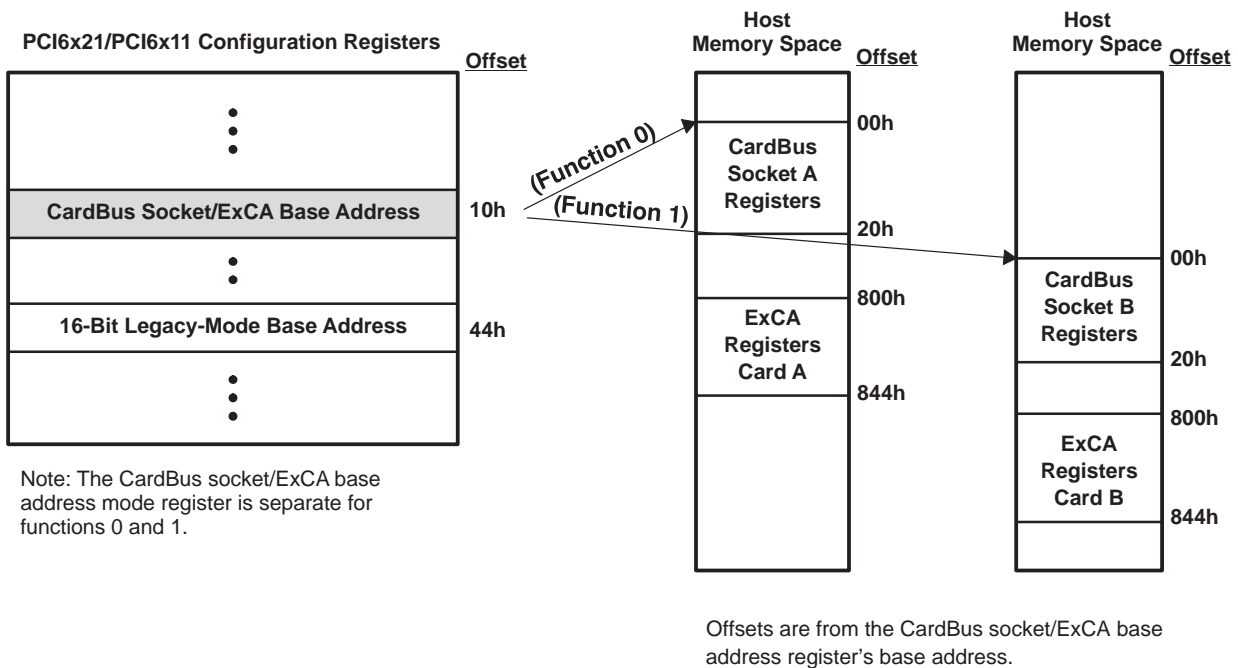 PCI6x21/PCI6x11 Configuration Registers
Offset
CardBus Socket/ExCA Base Address
10h
16-Bit Legacy-Mode Base Address
44h
Note: The CardBus socket/ExCA base
address mode register is separate for
functions 0 and 1.
(Function 0)
(Function 1)
Host
Memory Space
Offset
00h
CardBus
Socket A
Registers
20h
800h
ExCA
Registers
Card A
844h
Host
Memory Space
Offset
00h
CardBus
Socket B
Registers
20h
800h
ExCA
Registers
Card B
844h
Offsets are from the CardBus socket/ExCA base
address register's base address.